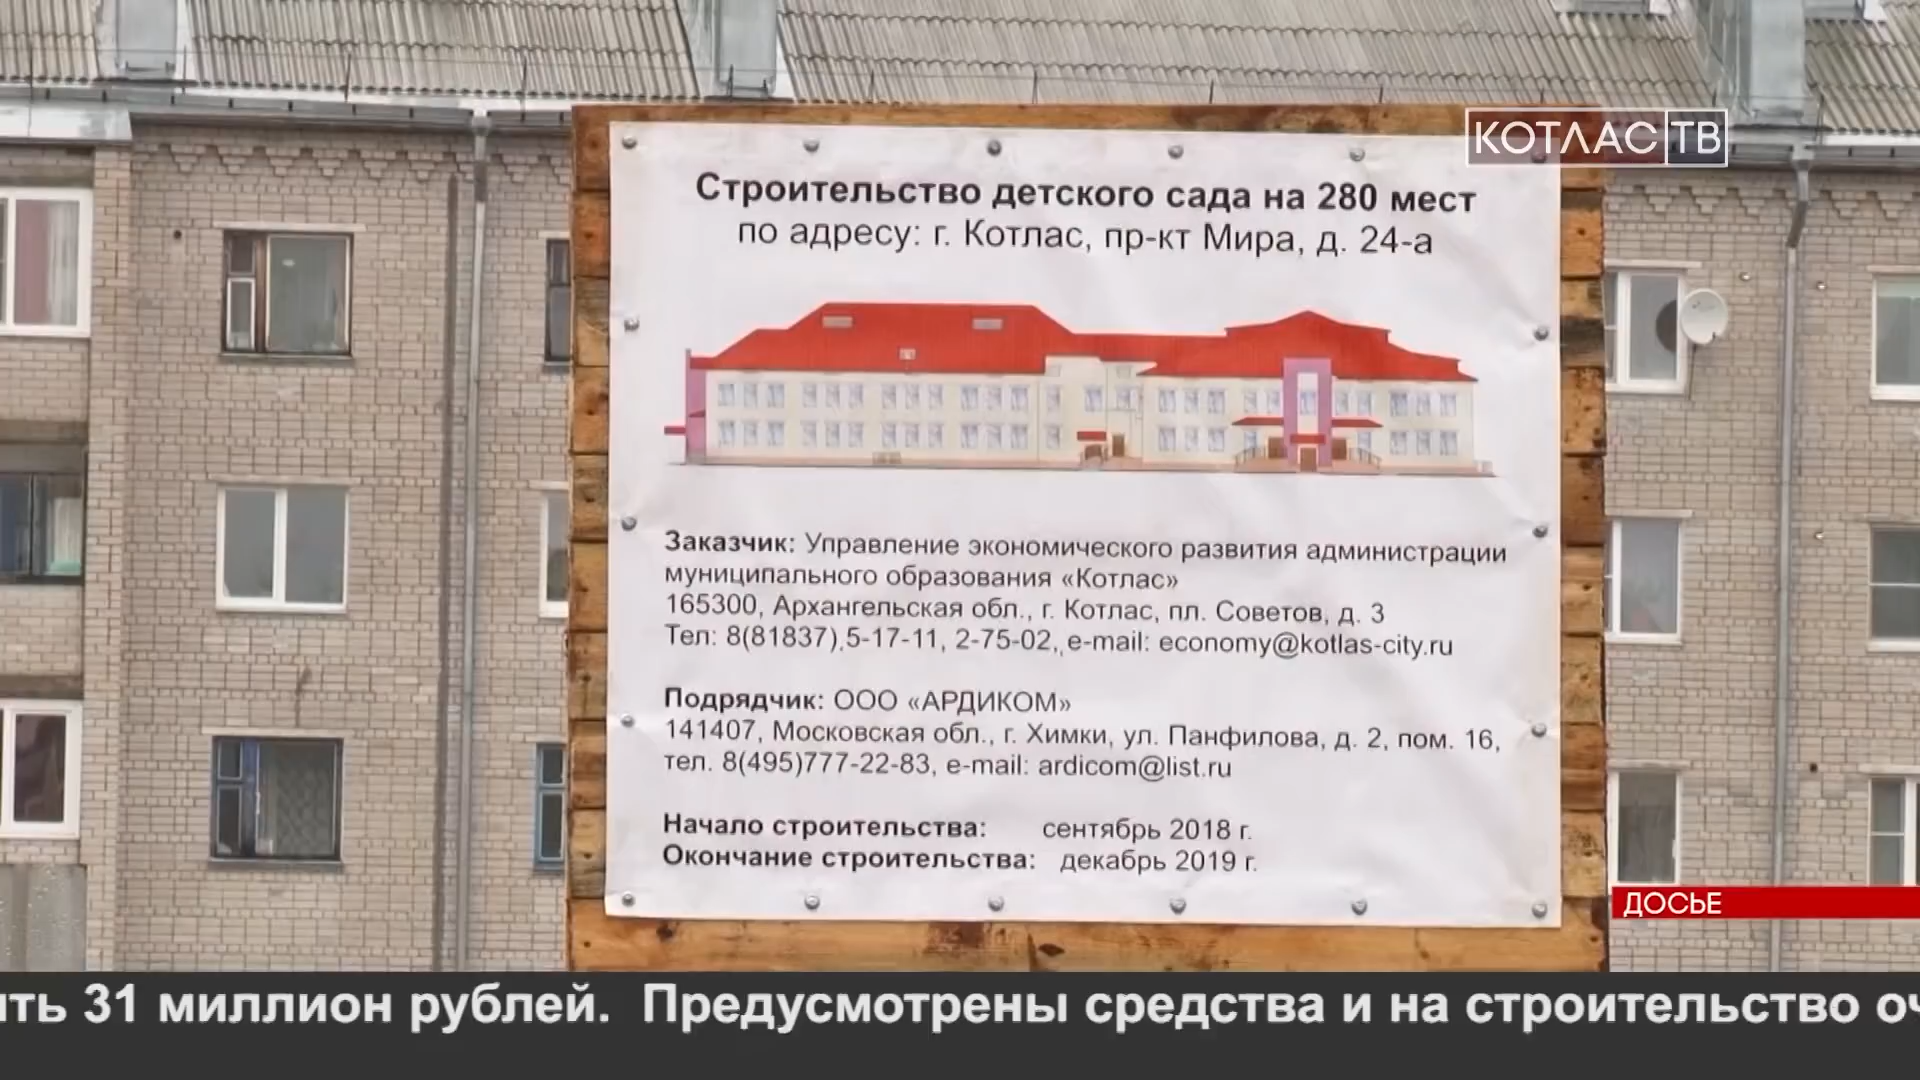 КОТЛАС ТВ
Строительство детского сада на 280 мест
по адресу: г. Котлас, пр-кт Мира, д. 24-а
Заказчик: Управление экономического развития администрации
муниципального образования «Котлас»
165300, Архангельская обл., г. Котлас, пл. Советов, д. 3
Тел: 8(81837) 5-17-11, 2-75-02, e-mail: economy@kotlas-city.ru
Подрядчик: ООО «АРДИКОМ»
141407, Московская обл., г. Химки, ул. Панфилова, д. 2, пом. 16,
тел. 8(495)777-22-83, e-mail: ardicom@list.ru
Начало строительства: сентябрь 2018 г.
Окончание строительства: декабрь 2019 г.
ДОСЬЕ
31 миллион рублей. Предусмотрены средства и на строительство